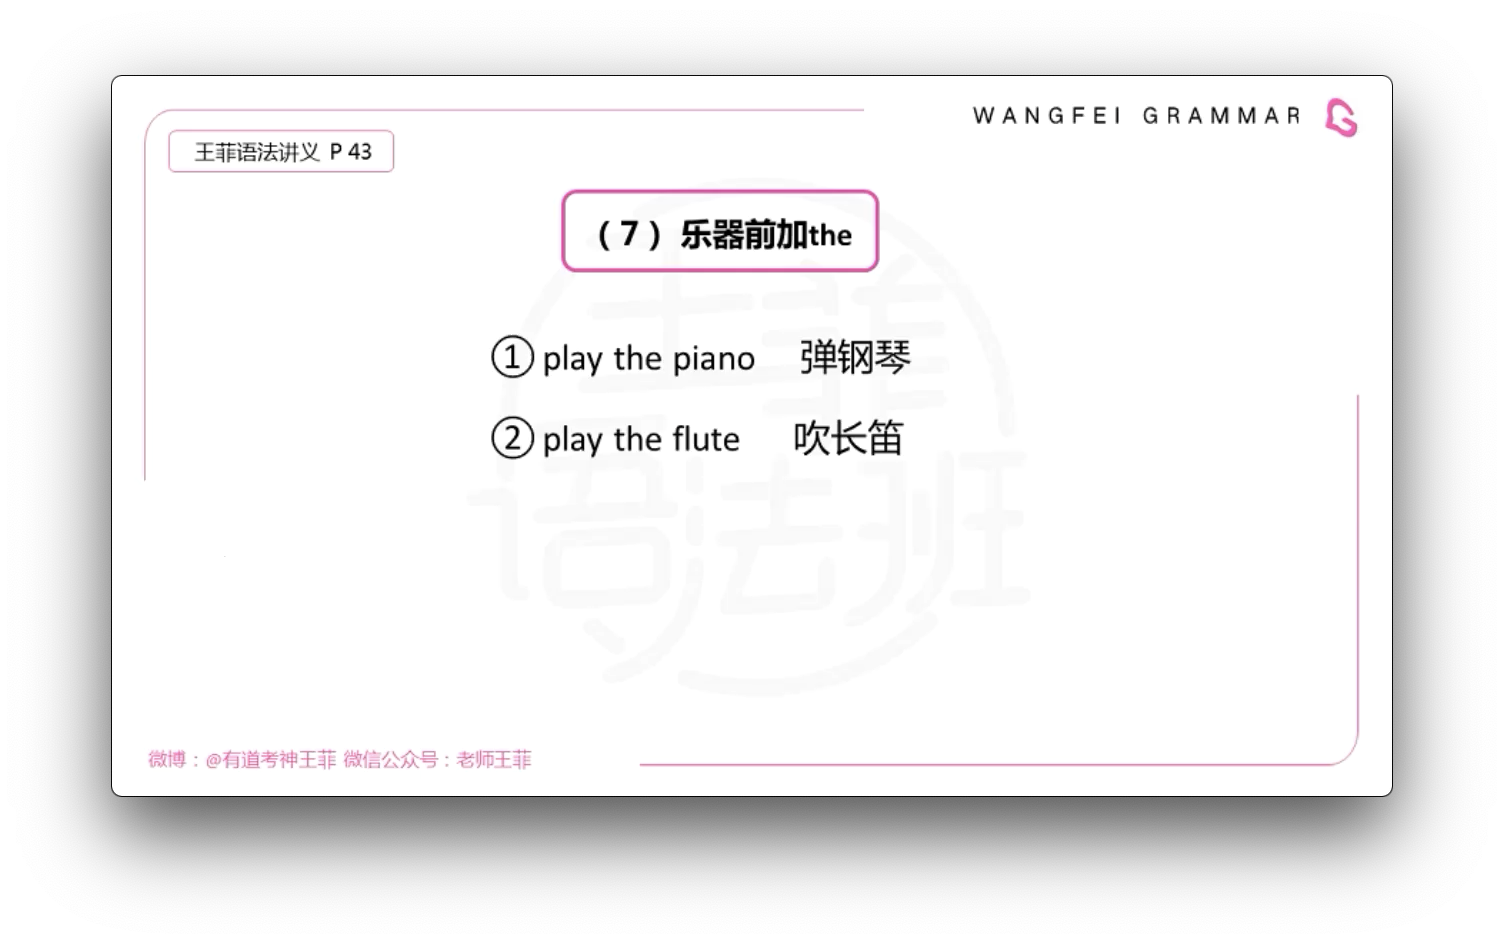 WANGFEI GRAMMAR
王菲语法讲义 P 43
（7）乐器前加the
① play the piano 弹钢琴
② play the flute 吹长笛
王菲
语法班
微博：@有道考神王菲 微信公众号：老师王菲